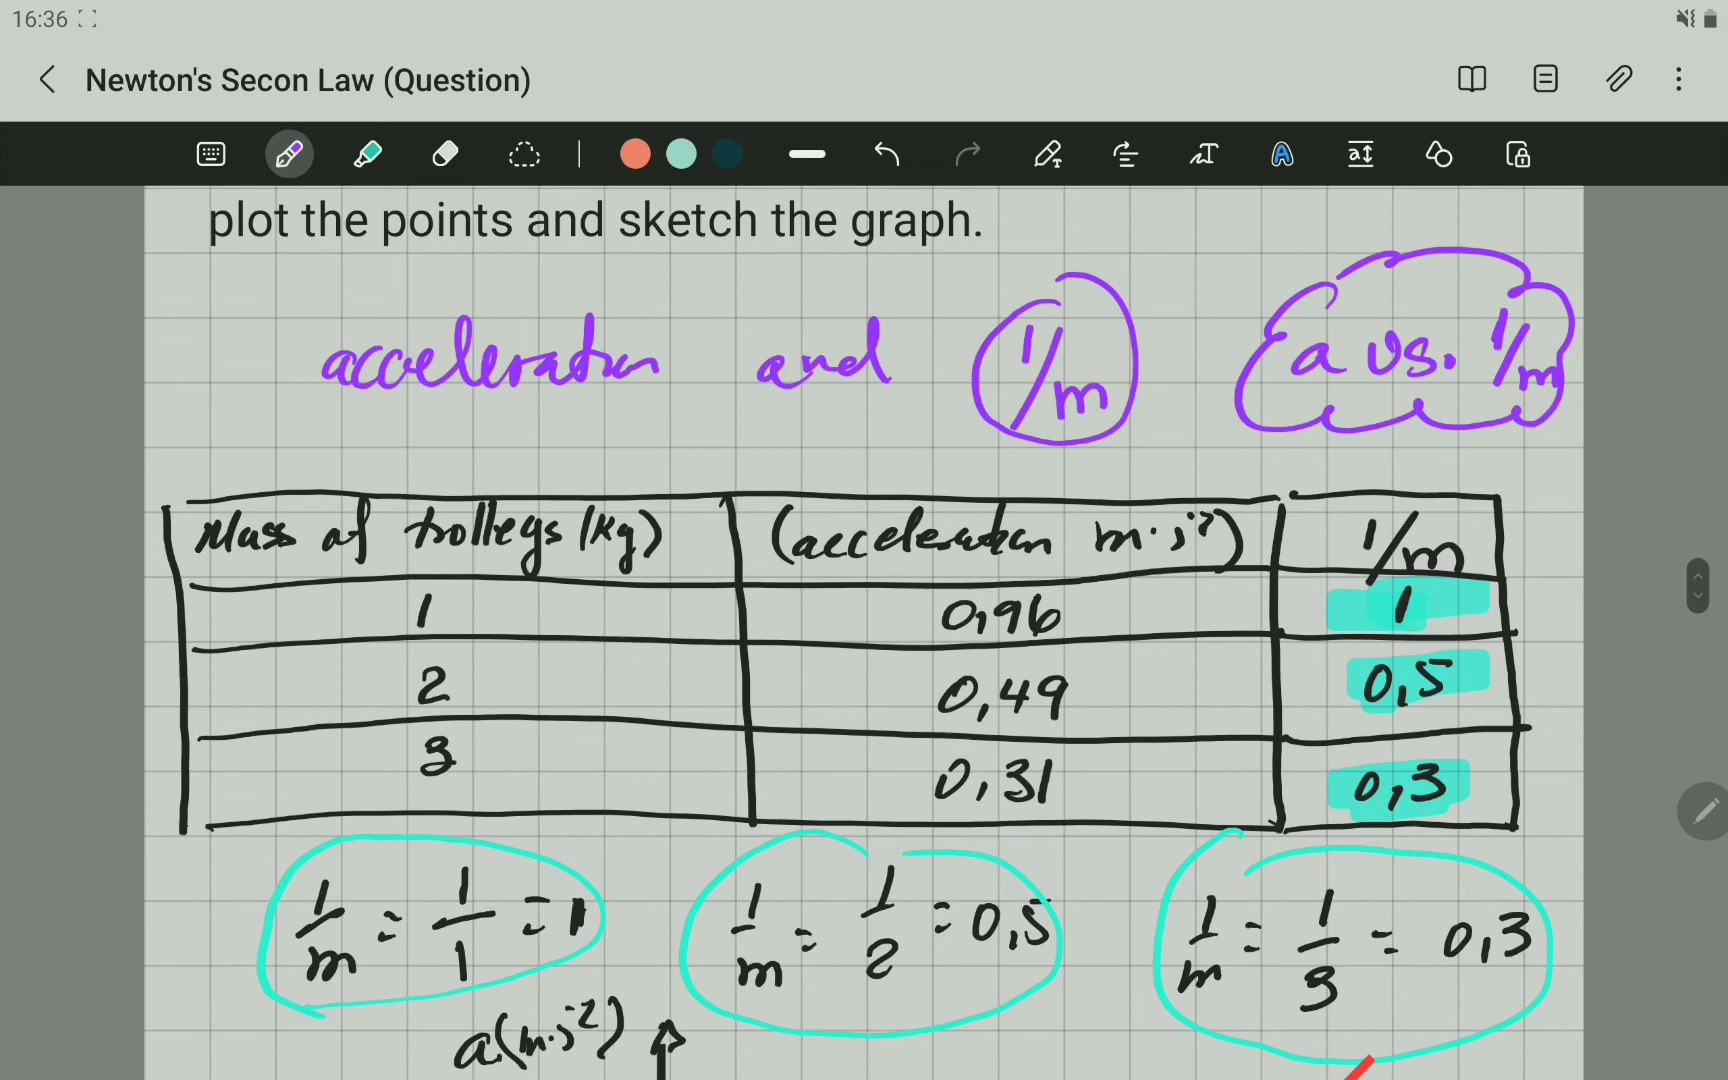 16:36
Newton's Secon Law (Question)
plot the points and sketch the graph.
acceleration and 1/m a vs. 1/m
Mass of trolleys (kg) (acceleration m·s⁻²) 1/m
1 0,96 1
2 0,49 0,5
3 0,31 0,3
1/m = 1/1 = 1 1/m = 1/2 = 0,5 1/m = 1/3 = 0,3
a(m·s⁻²)